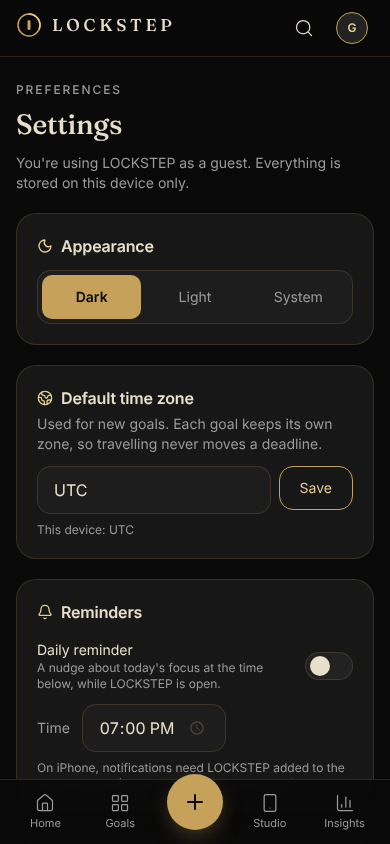 LOCKSTEP
G
PREFERENCES
Settings
You're using LOCKSTEP as a guest. Everything is
stored on this device only.
Appearance
Dark
Light
System
Default time zone
Used for new goals. Each goal keeps its own
zone, so travelling never moves a deadline.
UTC
Save
This device: UTC
Reminders
Daily reminder
A nudge about today's focus at the time
below, while LOCKSTEP is open.
Time
07:00 PM
On iPhone, notifications need LOCKSTEP added to the
Home
Goals
Studio
Insights